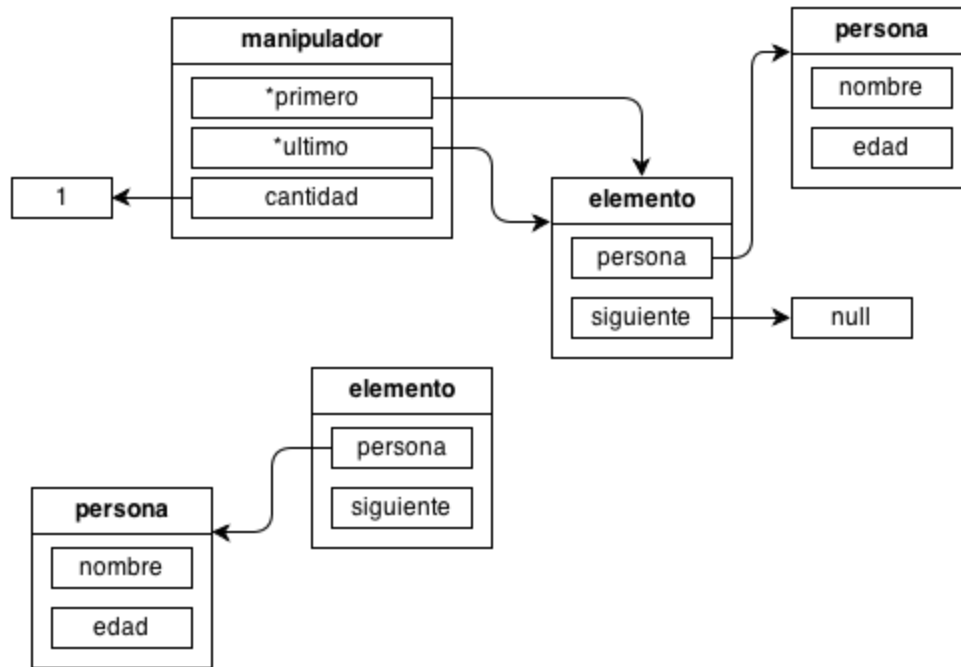 manipulador
*primero
*ultimo
cantidad
1
persona
nombre
edad
elemento
persona
siguiente
null
elemento
persona
siguiente
persona
nombre
edad